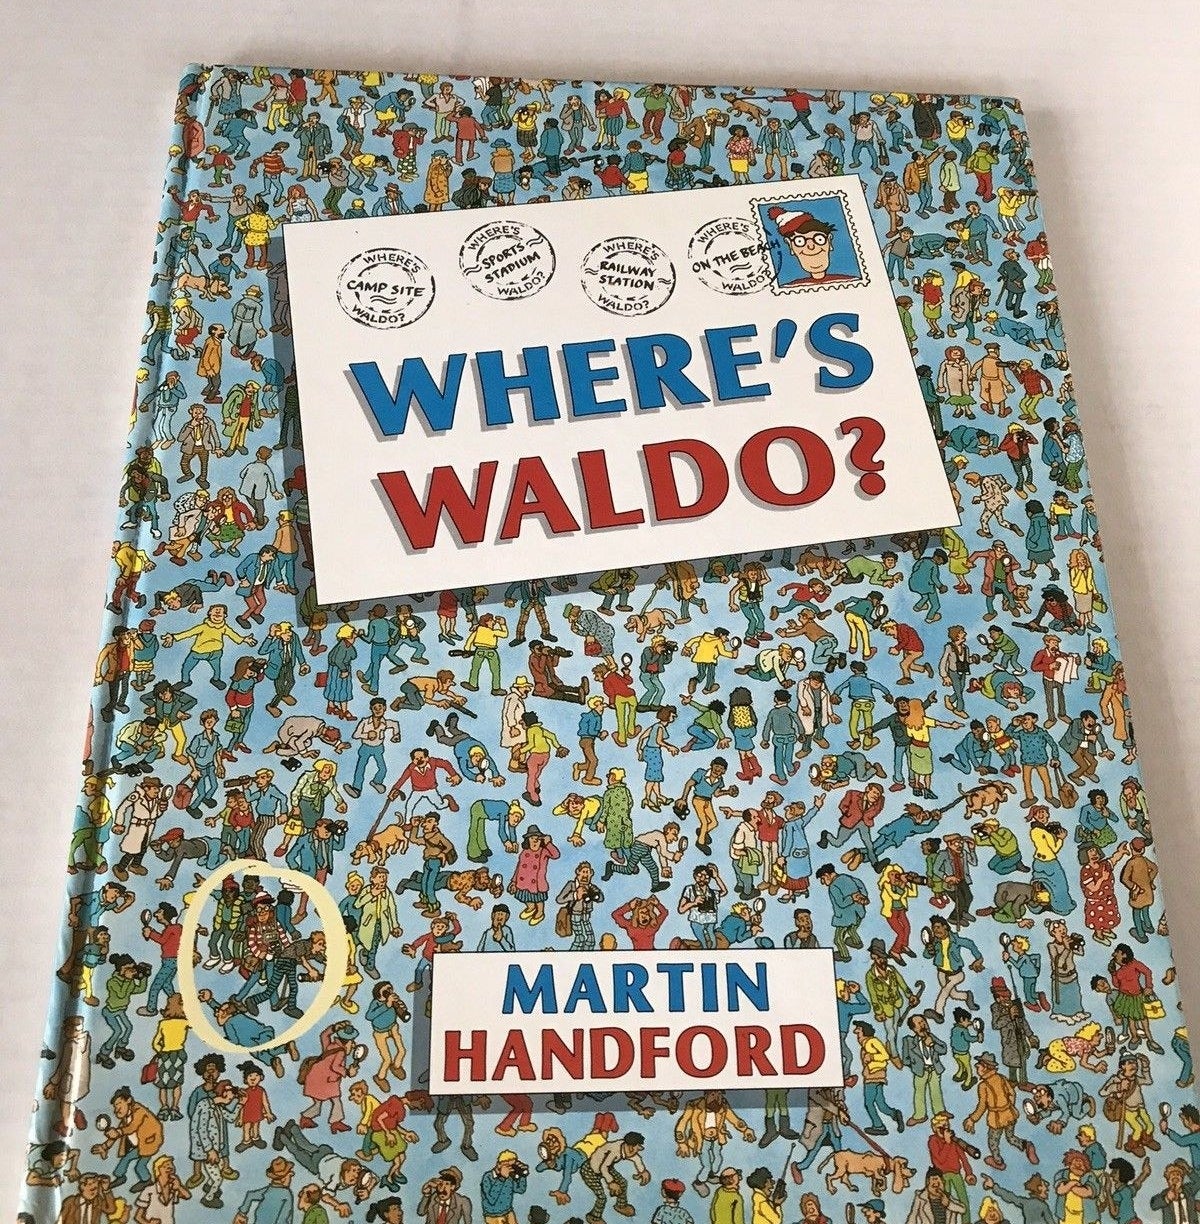 WHERE'S
CAMP SITE
WALDO?
WHERE'S
SPORTS
STADIUM
WALDO?
WHERE'S
RAILWAY
STATION
WALDO?
WHERE'S
ON THE BEACH
WALDO?
WHERE'S
WALDO?
MARTIN
HANDFORD